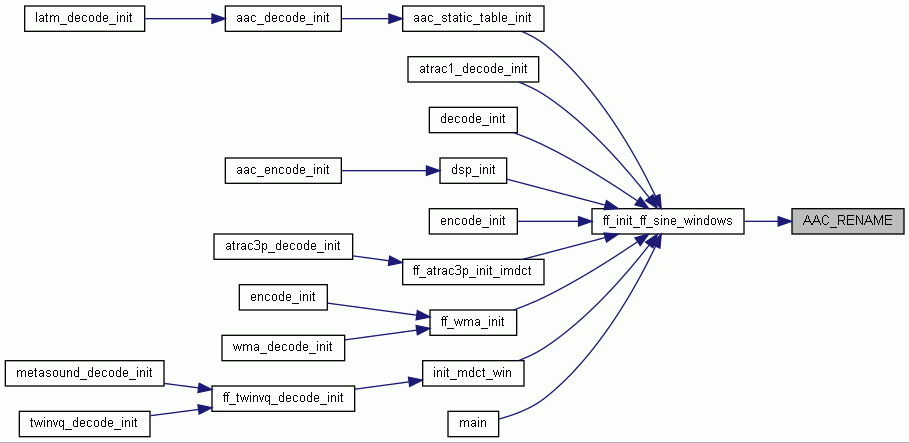 latm_decode_init
aac_decode_init
aac_static_table_init
atrac1_decode_init
decode_init
aac_encode_init
dsp_init
encode_init
ff_init_ff_sine_windows
AAC_RENAME
atrac3p_decode_init
ff_atrac3p_init_imdct
encode_init
ff_wma_init
wma_decode_init
metasound_decode_init
init_mdct_win
ff_twinvq_decode_init
twinvq_decode_init
main